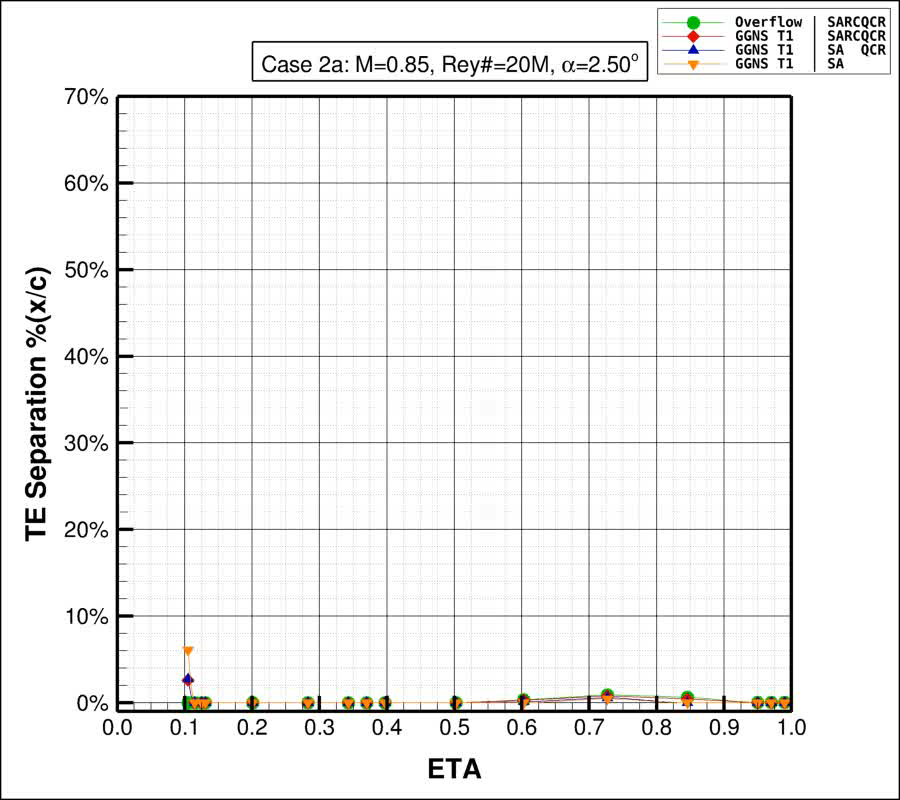 Overflow | SARCQCR
GGNS T1 | SARCQCR
GGNS T1 | SA QCR
GGNS T1 | SA
Case 2a: M=0.85, Rey#=20M, α=2.50°
70%
60%
50%
40%
30%
20%
10%
0%
TE Separation %(x/c)
0.0 0.1 0.2 0.3 0.4 0.5 0.6 0.7 0.8 0.9 1.0
ETA